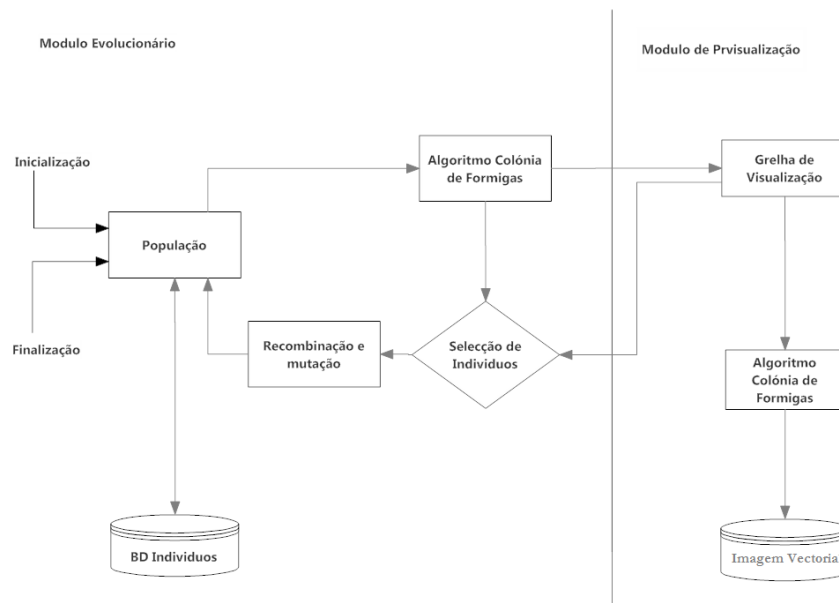 Modulo Evolucionário
Modulo de Prvisualização
Inicialização
Algoritmo Colónia
de Formigas
Grelha de
Visualização
População
Finalização
Recombinação e
mutação
Selecção de
Individuos
Algoritmo
Colónia de
Formigas
BD Individuos
Imagem Vectoria